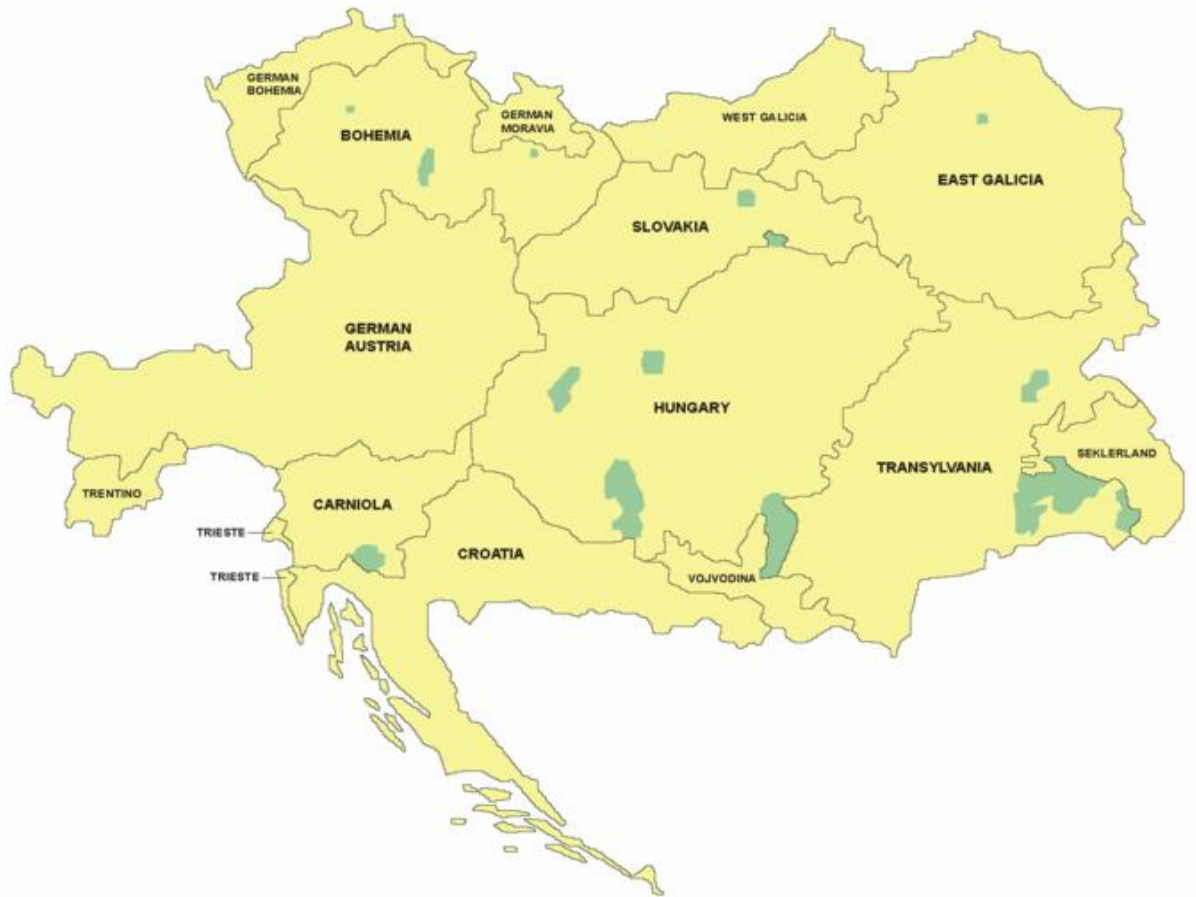 GERMAN
BOHEMIA
BOHEMIA
GERMAN
MORAVIA
WEST GALICIA
EAST GALICIA
SLOVAKIA
GERMAN
AUSTRIA
HUNGARY
TRANSYLVANIA
SEKLERLAND
TRENTINO
CARNIOLA
TRIESTE
CROATIA
TRIESTE
VOJVODINA